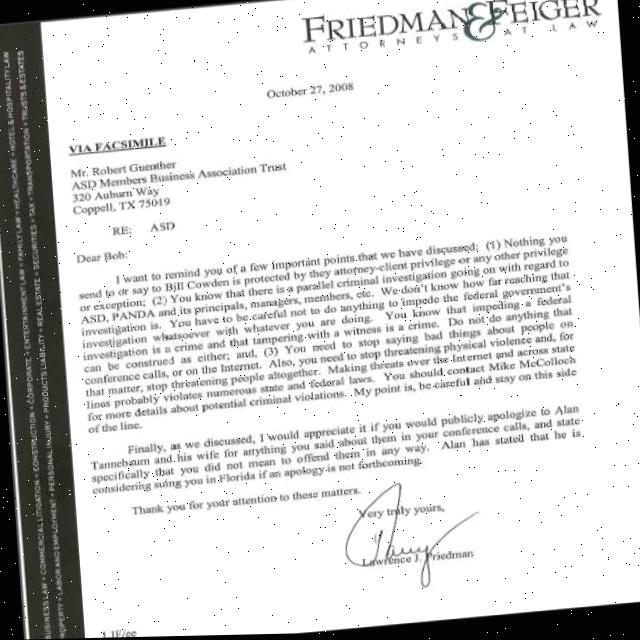 FRIEDMAN & FEIGER
ATTORNEYS AT LAW
October 27, 2008
VIA FACSIMILE
Mr. Robert Guenther
ASD Members Business Association Trust
320 Auburn Way
Coppell, TX 75019
RE: ASD
Dear Bob:
I want to remind you of a few important points that we have discussed; (1) Nothing you
send to or say to Bill Cowden is protected by they attorney-client privilege or any other privilege
or exception; (2) You know that there is a parallel criminal investigation going on with regard to
ASD, PANDA and its principals, managers, members, etc. We don't know how far reaching that
investigation is. You have to be careful not to do anything to impede the federal government's
investigation whatsoever with whatever you are doing. You know that impeding a federal
investigation is a crime and that tampering with a witness is a crime. Do not do anything that
can be construed as either; and, (3) You need to stop saying bad things about people on
conference calls, or on the Internet. Also, you need to stop threatening physical violence and, for
that matter, stop threatening people altogether. Making threats over the Internet and across state
lines probably violates numerous state and federal laws. You should contact Mike McColloch
for more details about potential criminal violations. My point is, be careful and stay on this side
of the line.
Finally, as we discussed, I would appreciate it if you would publicly apologize to Alan
Tannebaum and his wife for anything you said about them in your conference calls, and state
specifically that you did not mean to offend them in any way. Alan has stated that he is
considering suing you in Florida if an apology is not forthcoming.
Thank you for your attention to these matters.
Very truly yours,
Larry
Lawrence J. Friedman
LJF/ec
BUSINESS LAW • COMMERCIAL LITIGATION • CONSTRUCTION • CORPORATE • ENTERTAINMENT LAW • FAMILY LAW • HEALTHCARE • HOTEL & HOSPITALITY LAW
LABOR AND EMPLOYMENT • PERSONAL INJURY • PRODUCTS LIABILITY • REAL ESTATE • SECURITIES • TAX • TRANSPORTATION • TRUSTS & ESTATES